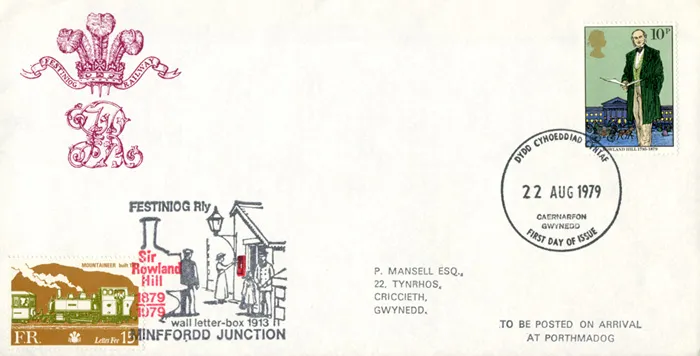 FESTINIOG RAILWAY
FR
10P
ROWLAND HILL 1795-1879
DYDD CYHOEDDIAD CYNTAF
22 AUG 1979
CAERNARFON
GWYNEDD
FIRST DAY OF ISSUE
FESTINIOG Rly
Sir
Rowland
Hill
1879
1979
wall letter-box 1913
MINFFORDD JUNCTION
MOUNTAINEER built
FR.
Letter Fee
P. MANSELL ESQ.,
22, TYNRHOS,
CRICCIETH,
GWYNEDD.
TO BE POSTED ON ARRIVAL
AT PORTHMADOG